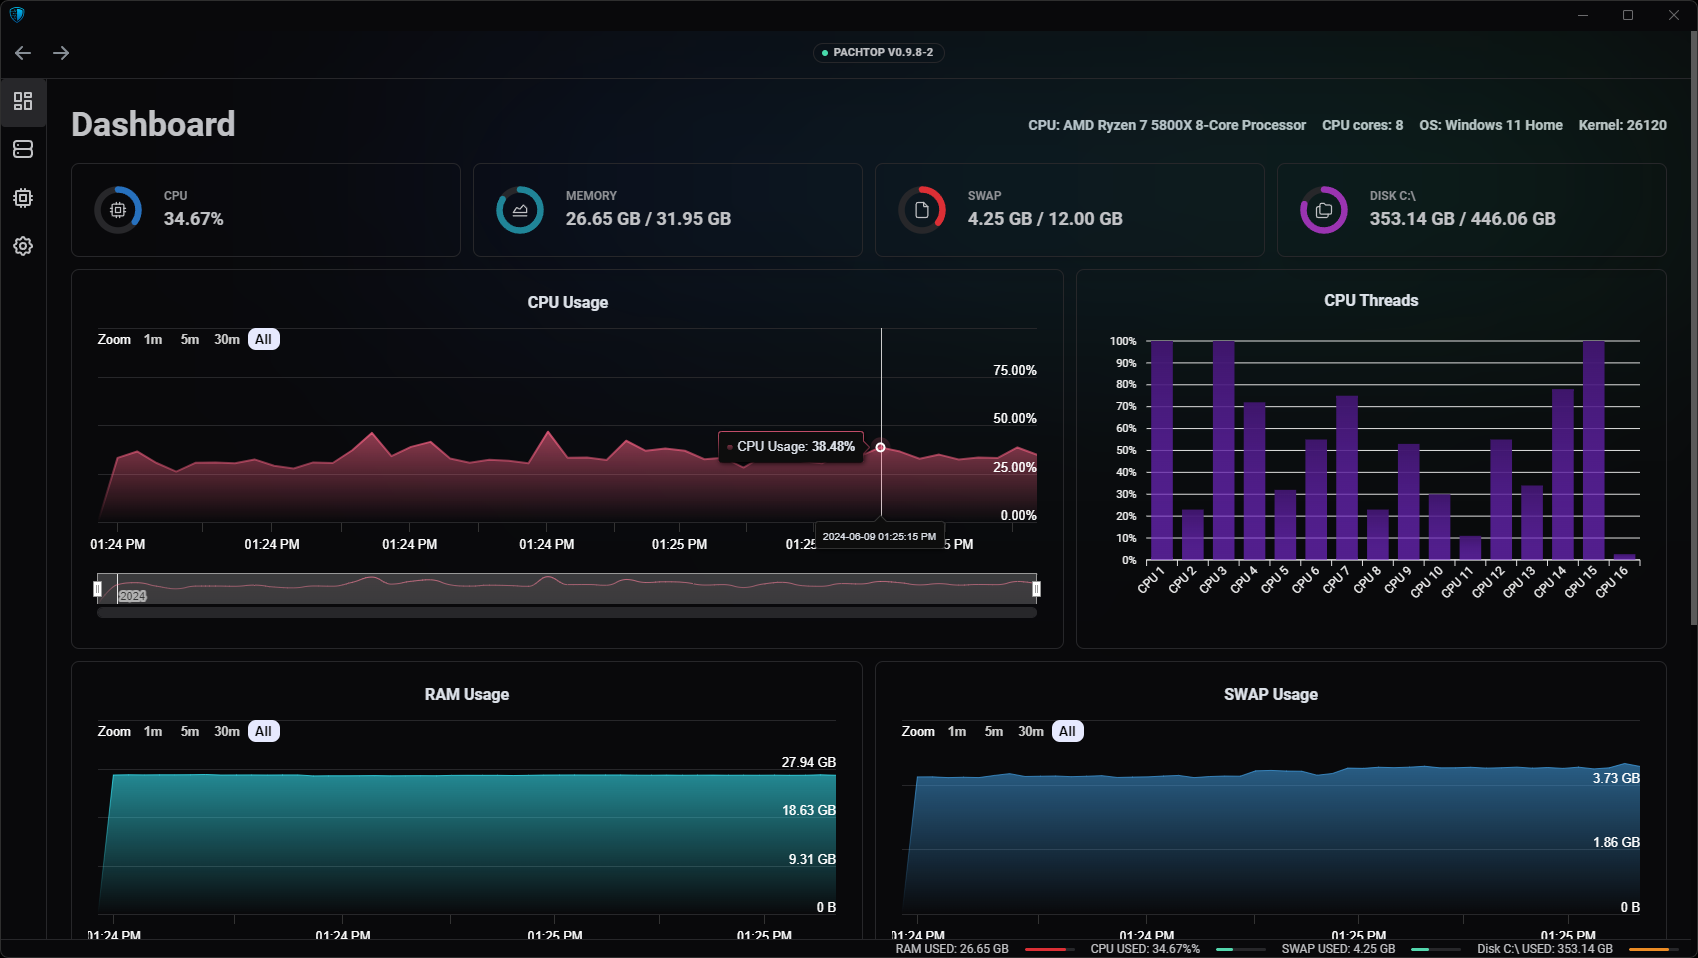 PACHTOP V0.9.8-2
Dashboard
CPU: AMD Ryzen 7 5800X 8-Core Processor CPU cores: 8 OS: Windows 11 Home Kernel: 26120
CPU
34.67%
MEMORY
26.65 GB / 31.95 GB
SWAP
4.25 GB / 12.00 GB
DISK C:\
353.14 GB / 446.06 GB
CPU Usage
Zoom 1m 5m 30m All
75.00%
50.00%
CPU Usage: 38.48%
25.00%
0.00%
2024-06-09 01:25:15 PM
01:24 PM 01:24 PM 01:24 PM 01:24 PM 01:25 PM 01:25 PM
2024
CPU Threads
100%
90%
80%
70%
60%
50%
40%
30%
20%
10%
0%
CPU 1 CPU 2 CPU 3 CPU 4 CPU 5 CPU 6 CPU 7 CPU 8 CPU 9 CPU 10 CPU 11 CPU 12 CPU 13 CPU 14 CPU 15 CPU 16
RAM Usage
Zoom 1m 5m 30m All
27.94 GB
18.63 GB
9.31 GB
0 B
01:24 PM 01:24 PM 01:25 PM 01:25 PM
SWAP Usage
Zoom 1m 5m 30m All
3.73 GB
1.86 GB
0 B
01:24 PM 01:24 PM 01:25 PM 01:25 PM
RAM USED: 26.65 GB CPU USED: 34.67%% SWAP USED: 4.25 GB Disk C:\ USED: 353.14 GB